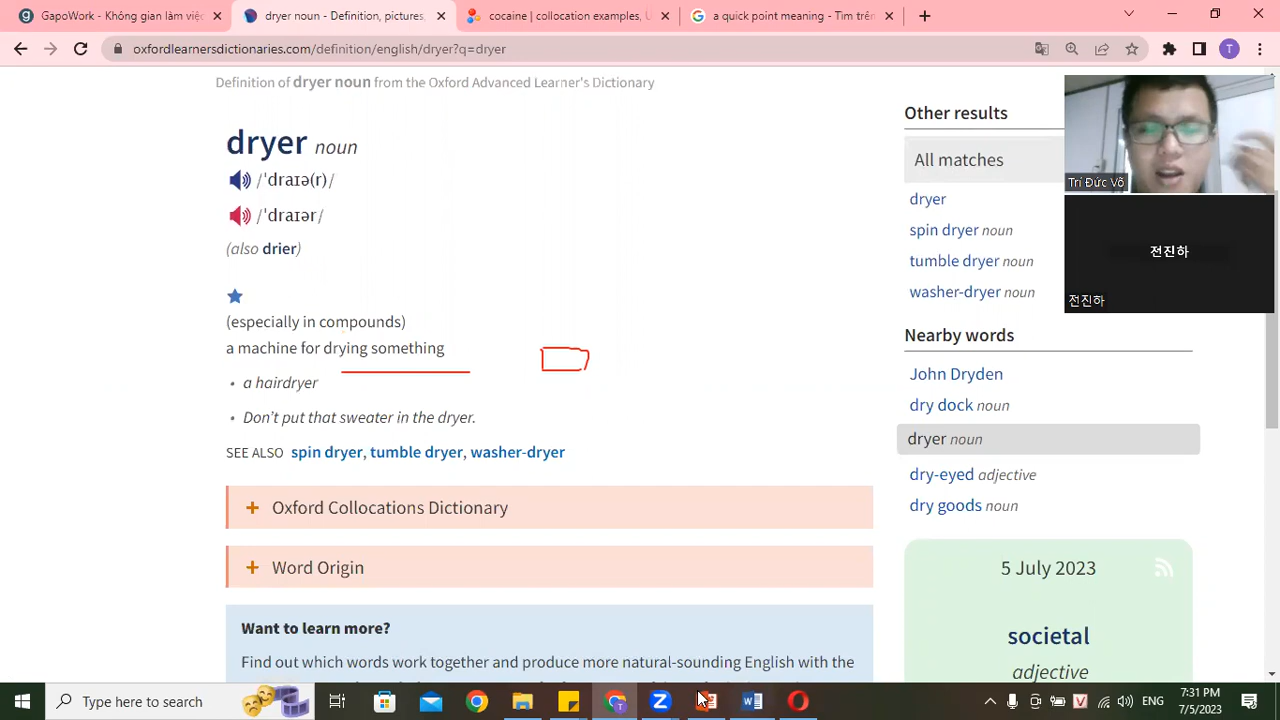 GapoWork - Không gian làm việc
dryer noun - Definition, pictures,
cocaine | collocation examples, U
a quick point meaning - Tìm trên
oxfordlearnersdictionaries.com/definition/english/dryer?q=dryer
T
Definition of dryer noun from the Oxford Advanced Learner's Dictionary
dryer noun
/ˈdraɪə(r)/
/ˈdraɪər/
(also drier)
(especially in compounds)
a machine for drying something
• a hairdryer
• Don’t put that sweater in the dryer.
SEE ALSO spin dryer, tumble dryer, washer-dryer
+ Oxford Collocations Dictionary
+ Word Origin
Want to learn more?
Find out which words work together and produce more natural-sounding English with the
Other results
All matches
dryer
spin dryer noun
tumble dryer noun
washer-dryer noun
Nearby words
John Dryden
dry dock noun
dryer noun
dry-eyed adjective
dry goods noun
5 July 2023
societal
adjective
Trí Đức Võ
전진하
전진하
Type here to search
ENG
7:31 PM
7/5/2023